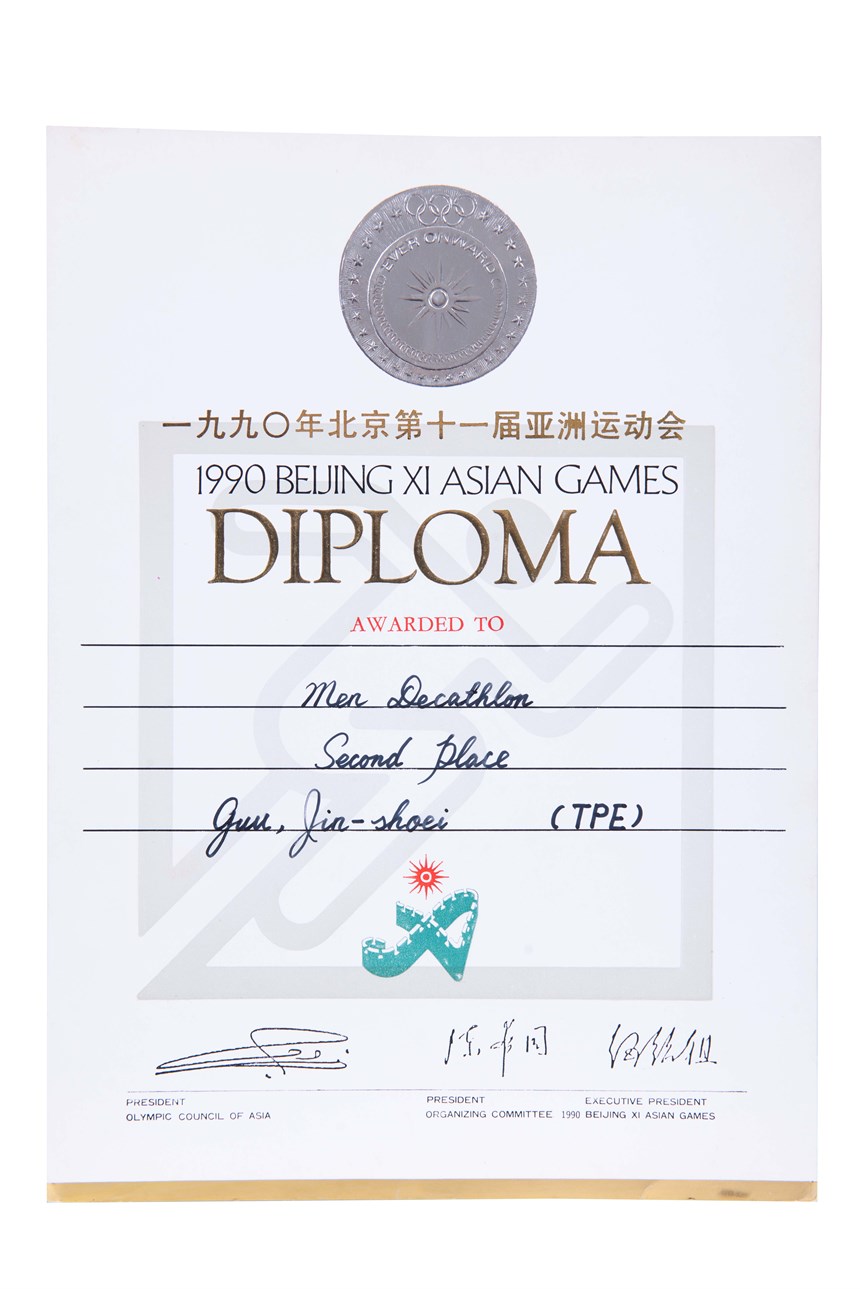 EVER ONWARD
一九九〇年北京第十一届亚洲运动会
1990 BEIJING XI ASIAN GAMES
DIPLOMA
AWARDED TO
Men Decathlon
Second Place
Guu, Jin-shoei (TPE)
PRESIDENT PRESIDENT EXECUTIVE PRESIDENT
OLYMPIC COUNCIL OF ASIA ORGANIZING COMMITTEE 1990 BEIJING XI ASIAN GAMES